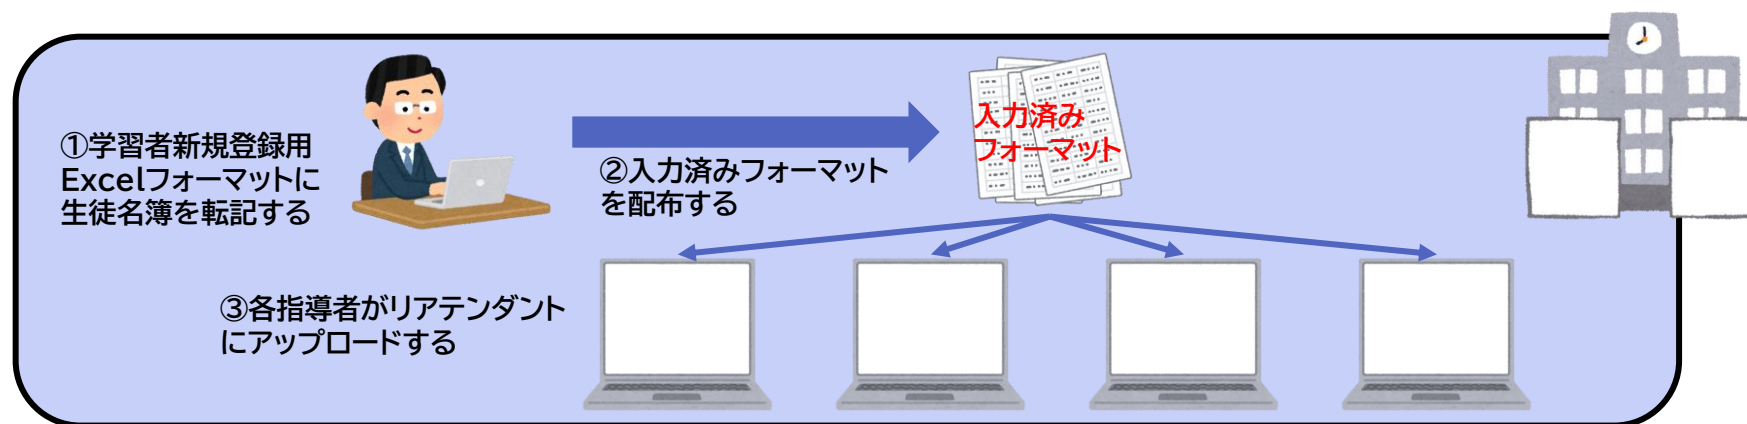 ①学習者新規登録用
Excelフォーマットに
生徒名簿を転記する
②入力済みフォーマット
を配布する
入力済み
フォーマット
③各指導者がリアテンダント
にアップロードする